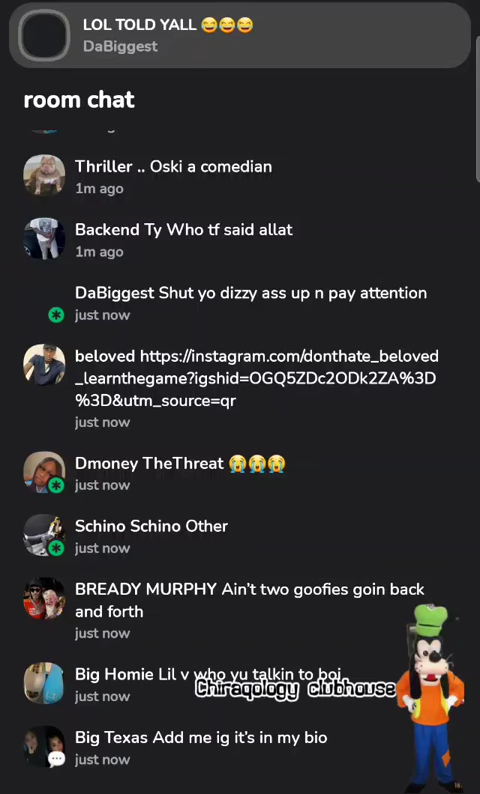 LOL TOLD YALL 😂😂😂
DaBiggest
room chat
Thriller .. Oski a comedian
1m ago
Backend Ty Who tf said allat
1m ago
DaBiggest Shut yo dizzy ass up n pay attention
just now
beloved https://instagram.com/donthate_beloved
_learnthegame?igshid=OGQ5ZDc2ODk2ZA%3D
%3D&utm_source=qr
just now
Dmoney TheThreat 😭😭😭
just now
Schino Schino Other
just now
BREADY MURPHY Ain't two goofies goin back
and forth
just now
Big Homie Lil v who yu talkin to boi
just now
Chiraqology clubhouse
Big Texas Add me ig it's in my bio
just now